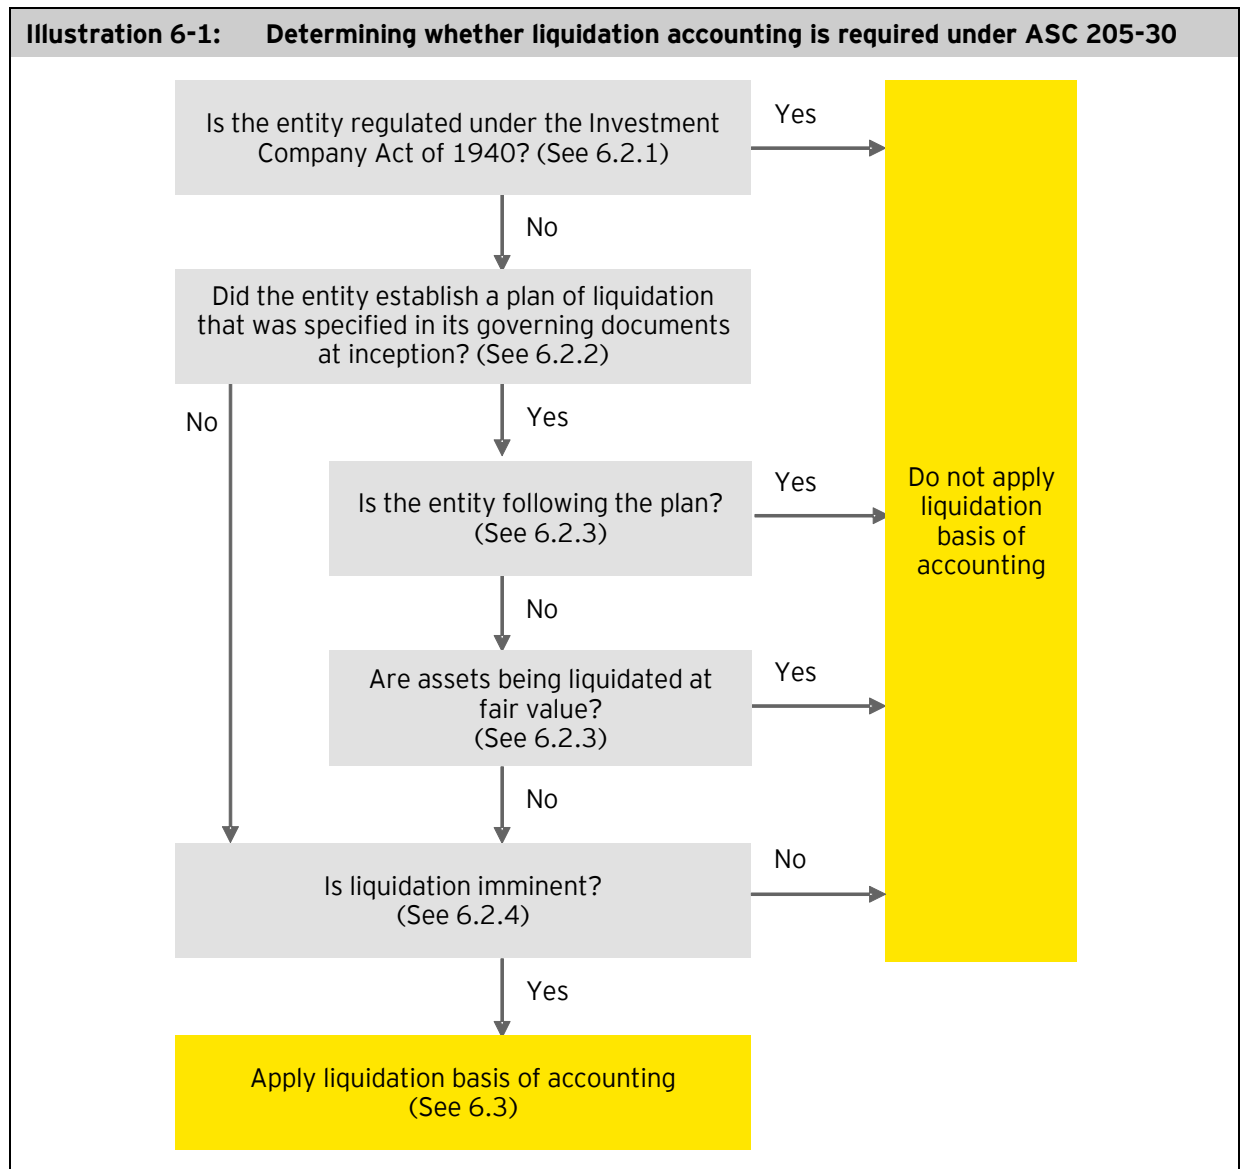 Illustration 6-1: Determining whether liquidation accounting is required under ASC 205-30
Is the entity regulated under the Investment
Company Act of 1940? (See 6.2.1)
Yes
No
Did the entity establish a plan of liquidation
that was specified in its governing documents
at inception? (See 6.2.2)
No
Yes
Is the entity following the plan?
(See 6.2.3)
Yes
Do not apply
liquidation
basis of
accounting
No
Are assets being liquidated at
fair value?
(See 6.2.3)
Yes
No
Is liquidation imminent?
(See 6.2.4)
No
Yes
Apply liquidation basis of accounting
(See 6.3)